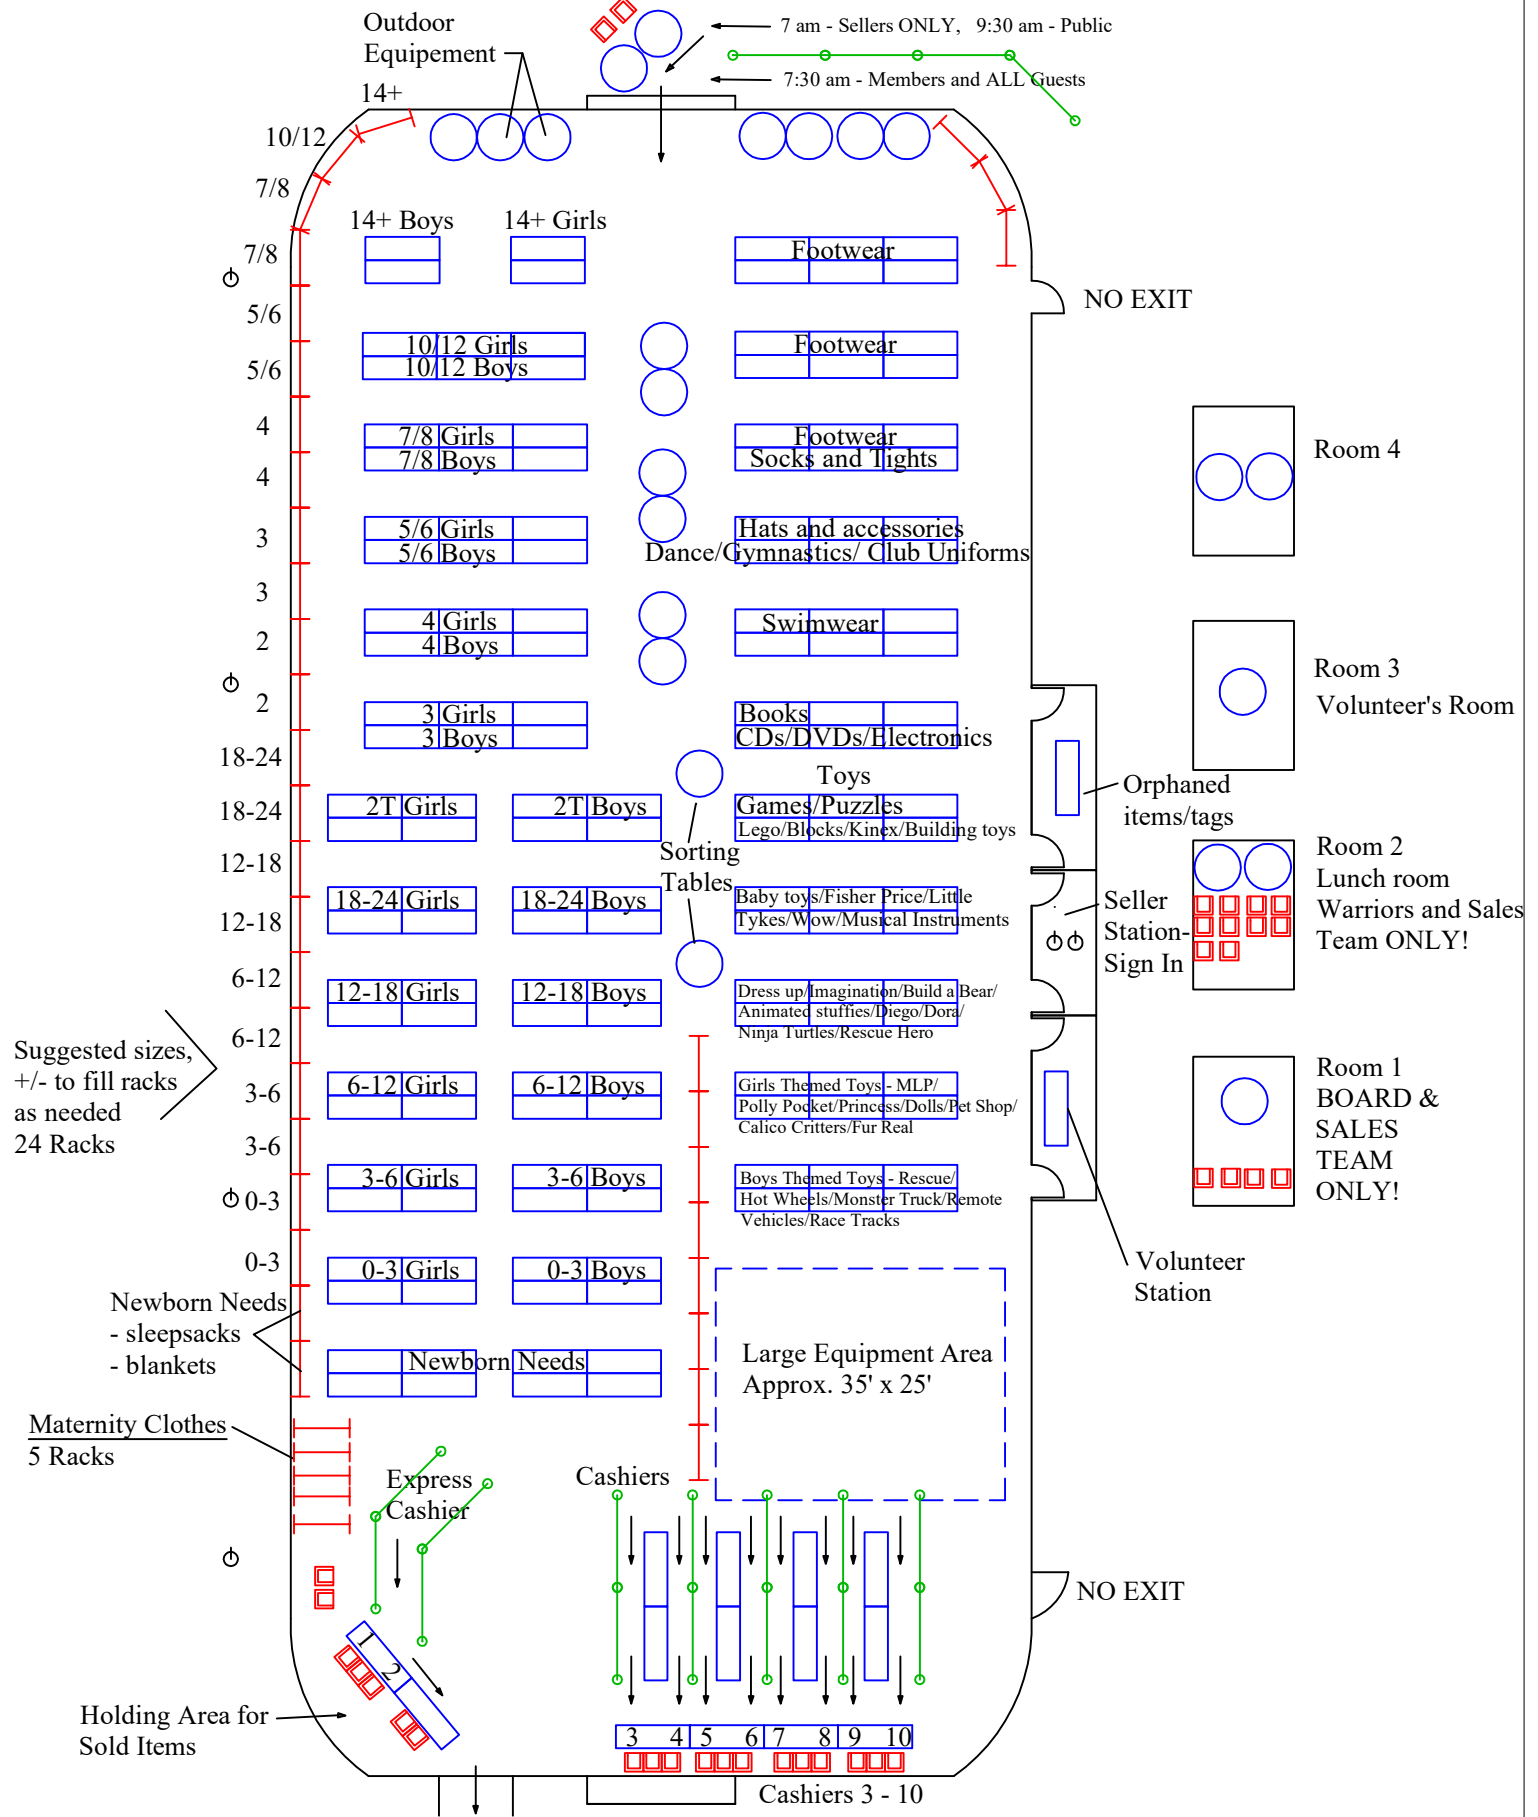 Outdoor
Equipement
7 am - Sellers ONLY,   9:30 am - Public
7:30 am - Members and ALL Guests
14+
10/12
7/8
7/8
5/6
5/6
4
4
3
3
2
2
18-24
18-24
12-18
12-18
6-12
6-12
3-6
3-6
0-3
0-3
Suggested sizes,
+/- to fill racks
as needed
24 Racks
Newborn Needs
- sleepsacks
- blankets
Maternity Clothes
5 Racks
14+ Boys
14+ Girls
10/12 Girls
10/12 Boys
7/8 Girls
7/8 Boys
5/6 Girls
5/6 Boys
4 Girls
4 Boys
3 Girls
3 Boys
2T Girls
2T Boys
18-24 Girls
18-24 Boys
12-18 Girls
12-18 Boys
6-12 Girls
6-12 Boys
3-6 Girls
3-6 Boys
0-3 Girls
0-3 Boys
Newborn Needs
Sorting
Tables
Footwear
Footwear
Footwear
Socks and Tights
Hats and accessories
Dance/Gymnastics/ Club Uniforms
Swimwear
Books
CDs/DVDs/Electronics
Toys
Games/Puzzles
Lego/Blocks/Kinex/Building toys
Baby toys/Fisher Price/Little
Tykes/Wow/Musical Instruments
Dress up/Imagination/Build a Bear/
Animated stuffies/Diego/Dora/
Ninja Turtles/Rescue Hero
Girls Themed Toys - MLP/
Polly Pocket/Princess/Dolls/Pet Shop/
Calico Critters/Fur Real
Boys Themed Toys - Rescue/
Hot Wheels/Monster Truck/Remote
Vehicles/Race Tracks
Large Equipment Area
Approx. 35' x 25'
NO EXIT
Orphaned
items/tags
Seller
Station-
Sign In
Volunteer
Station
NO EXIT
Room 4
Room 3
Volunteer's Room
Room 2
Lunch room
Warriors and Sales
Team ONLY!
Room 1
BOARD &
SALES
TEAM
ONLY!
Express
Cashier
Cashiers
1
2
Holding Area for
Sold Items
3 4 5 6 7 8 9 10
Cashiers 3 - 10